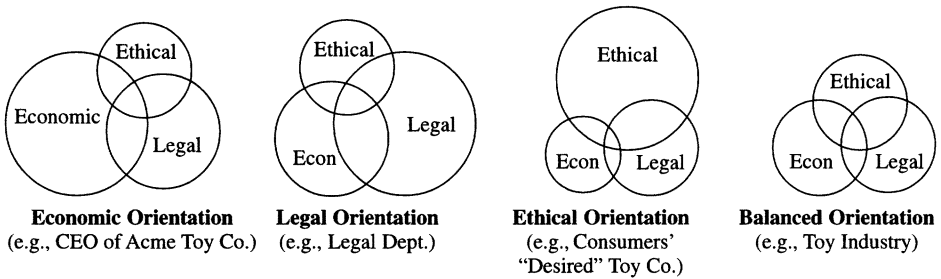 Ethical
Economic
Legal
Economic Orientation
(e.g., CEO of Acme Toy Co.)
Ethical
Legal
Econ
Legal Orientation
(e.g., Legal Dept.)
Ethical
Econ
Legal
Ethical Orientation
(e.g., Consumers’
“Desired” Toy Co.)
Ethical
Econ
Legal
Balanced Orientation
(e.g., Toy Industry)